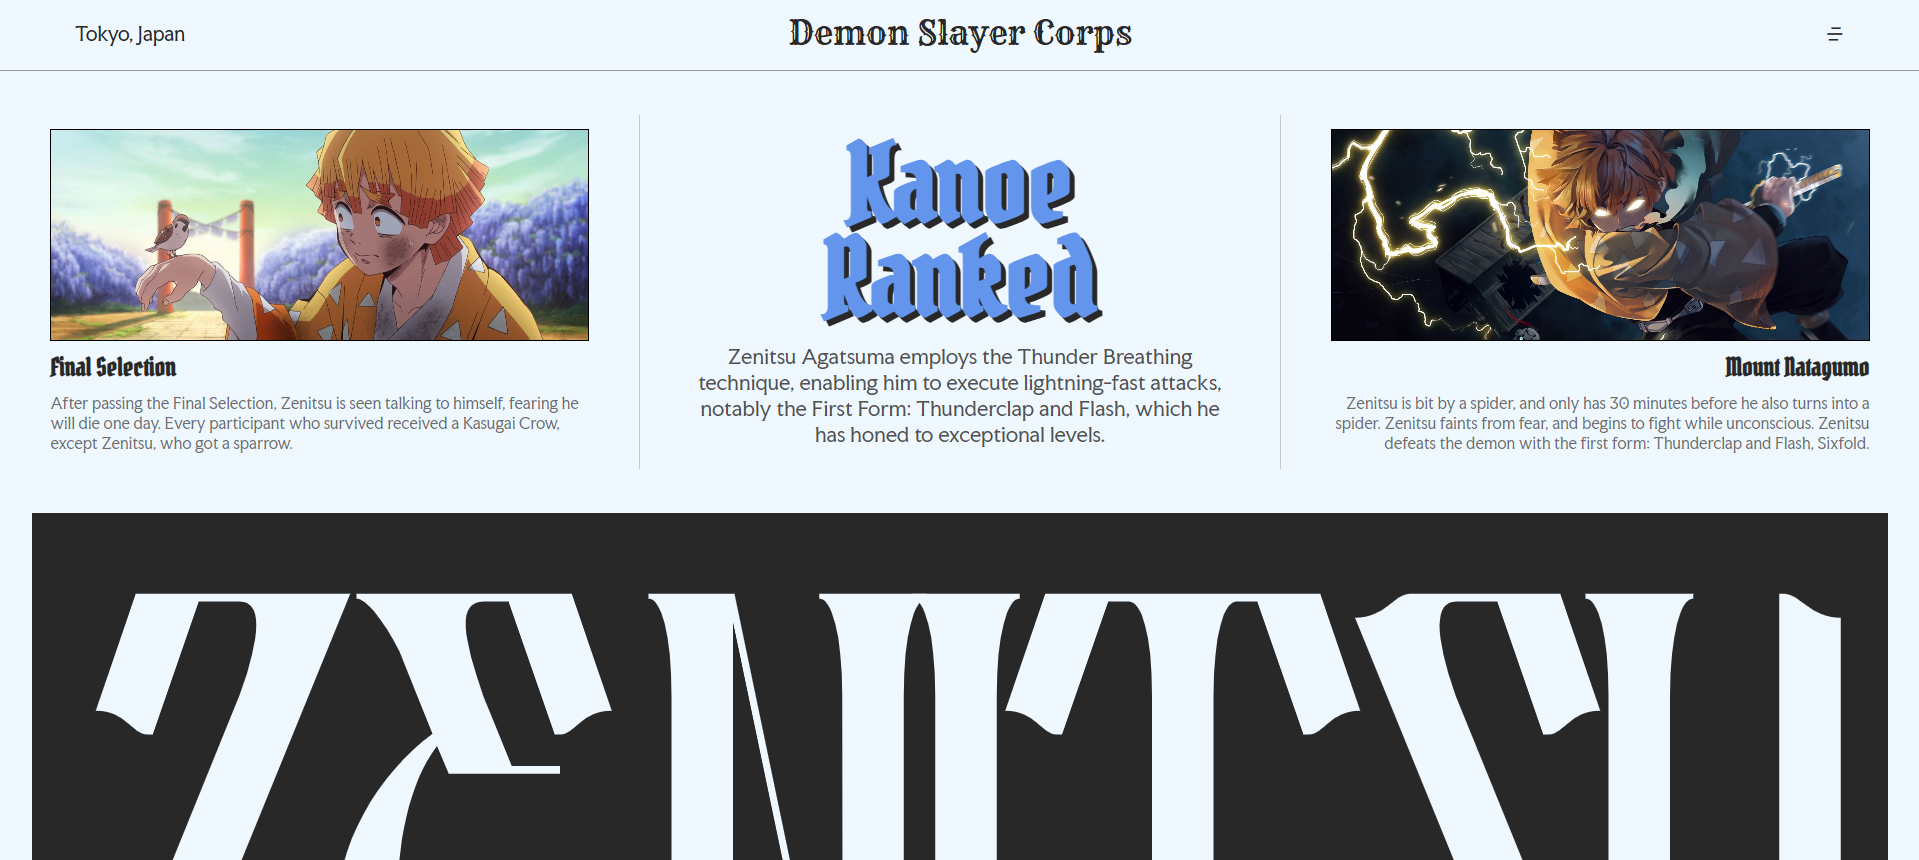 Tokyo, Japan
Demon Slayer Corps
Final Selection
After passing the Final Selection, Zenitsu is seen talking to himself, fearing he
will die one day. Every participant who survived received a Kasugai Crow,
except Zenitsu, who got a sparrow.
Kanoe
Ranked
Zenitsu Agatsuma employs the Thunder Breathing
technique, enabling him to execute lightning-fast attacks,
notably the First Form: Thunderclap and Flash, which he
has honed to exceptional levels.
Mount Natagumo
Zenitsu is bit by a spider, and only has 30 minutes before he also turns into a
spider. Zenitsu faints from fear, and begins to fight while unconscious. Zenitsu
defeats the demon with the first form: Thunderclap and Flash, Sixfold.
ZENITSU